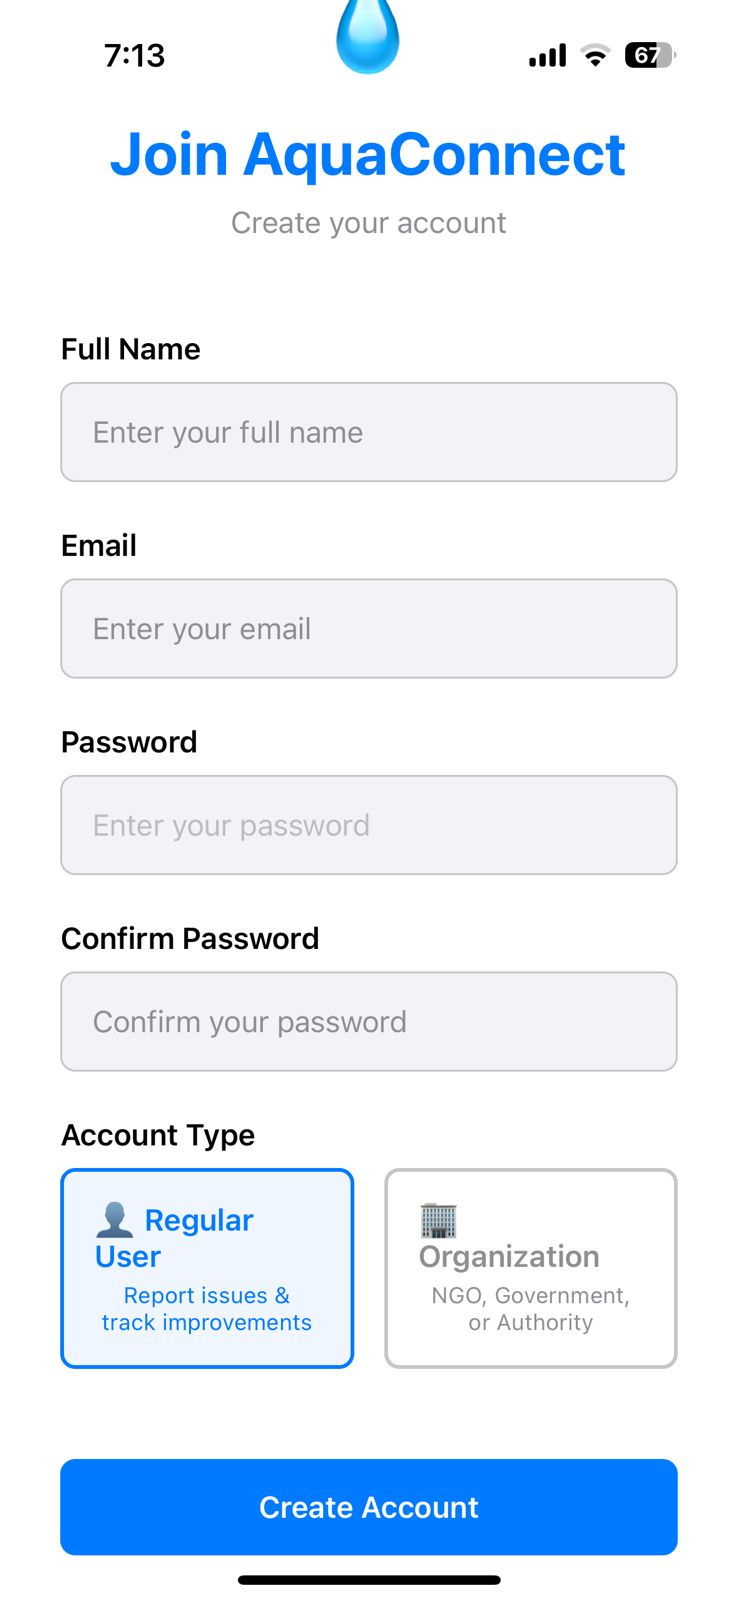 7:13
67
Join AquaConnect
Create your account
Full Name
Enter your full name
Email
Enter your email
Password
Enter your password
Confirm Password
Confirm your password
Account Type
👤 Regular
User
Report issues &
track improvements
🏢
Organization
NGO, Government,
or Authority
Create Account